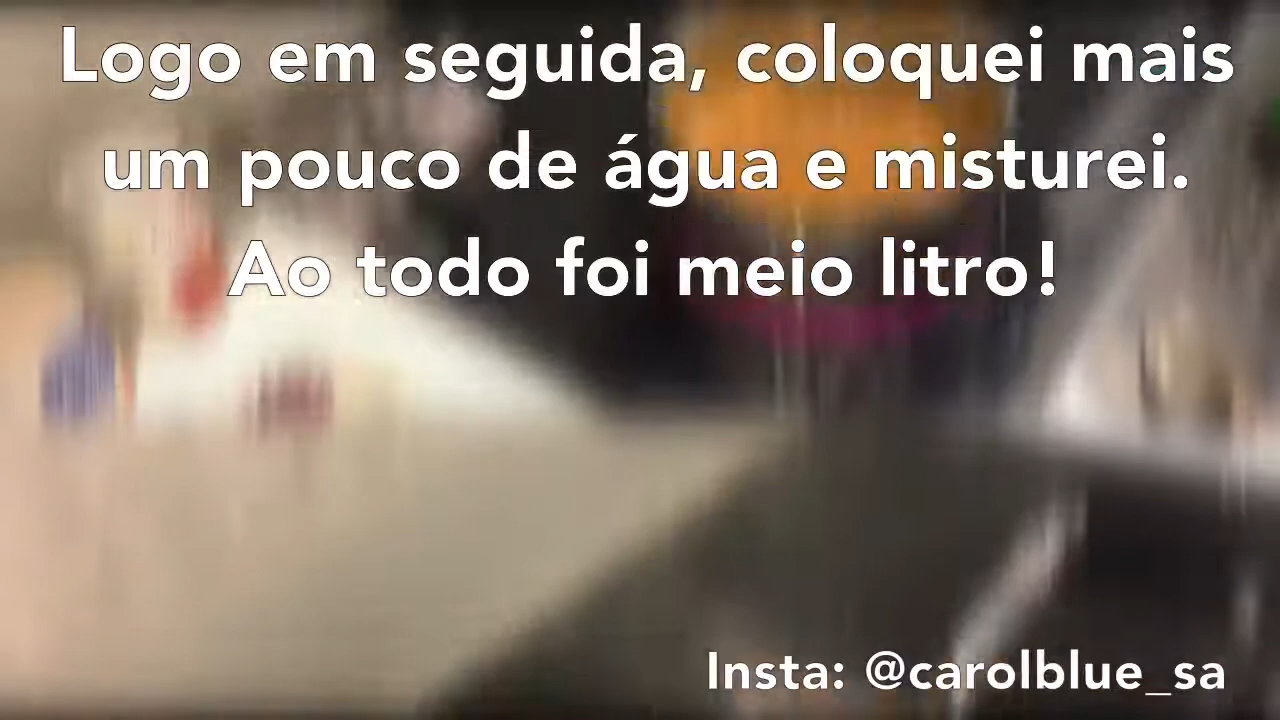 Logo em seguida, coloquei mais
um pouco de água e misturei.
Ao todo foi meio litro!
Insta: @carolblue_sa